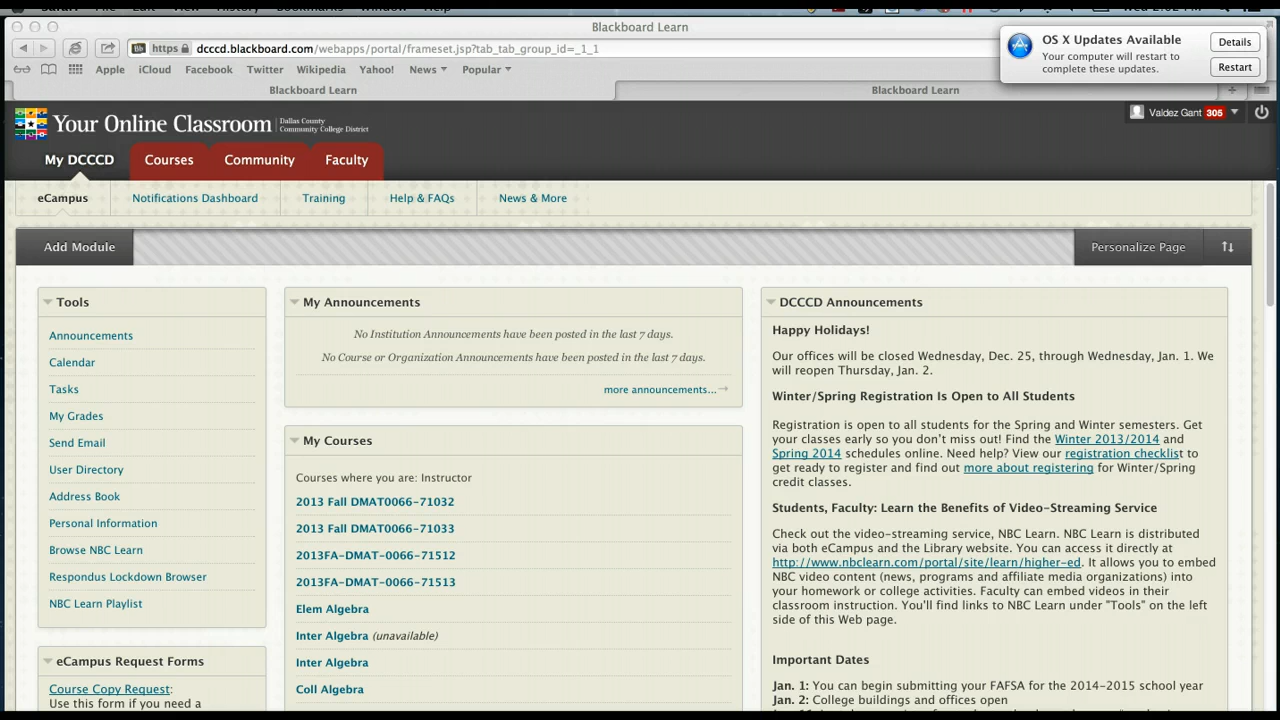 Safari File Edit View History Bookmarks Window Help
Wed 2:02 PM
Blackboard Learn
https dcccd.blackboard.com/webapps/portal/frameset.jsp?tab_tab_group_id=_1_1
OS X Updates Available
Your computer will restart to
complete these updates.
Details
Restart
Apple iCloud Facebook Twitter Wikipedia Yahoo! News Popular
Blackboard Learn Blackboard Learn
Your Online Classroom
Dallas County
Community College District
Valdez Gant 305
My DCCCD Courses Community Faculty
eCampus Notifications Dashboard Training Help & FAQs News & More
Add Module
Personalize Page
Tools
Announcements
Calendar
Tasks
My Grades
Send Email
User Directory
Address Book
Personal Information
Browse NBC Learn
Respondus Lockdown Browser
NBC Learn Playlist
eCampus Request Forms
Course Copy Request:
Use this form if you need a
My Announcements
No Institution Announcements have been posted in the last 7 days.
No Course or Organization Announcements have been posted in the last 7 days.
more announcements...→
My Courses
Courses where you are: Instructor
2013 Fall DMAT0066-71032
2013 Fall DMAT0066-71033
2013FA-DMAT-0066-71512
2013FA-DMAT-0066-71513
Elem Algebra
Inter Algebra (unavailable)
Inter Algebra
Coll Algebra
DCCCD Announcements
Happy Holidays!
Our offices will be closed Wednesday, Dec. 25, through Wednesday, Jan. 1. We
will reopen Thursday, Jan. 2.
Winter/Spring Registration Is Open to All Students
Registration is open to all students for the Spring and Winter semesters. Get
your classes early so you don't miss out! Find the Winter 2013/2014 and
Spring 2014 schedules online. Need help? View our registration checklist to
get ready to register and find out more about registering for Winter/Spring
credit classes.
Students, Faculty: Learn the Benefits of Video-Streaming Service
Check out the video-streaming service, NBC Learn. NBC Learn is distributed
via both eCampus and the Library website. You can access it directly at
http://www.nbclearn.com/portal/site/learn/higher-ed. It allows you to embed
NBC video content (news, programs and affiliate media organizations) into
your homework or college activities. Faculty can embed videos in their
classroom instruction. You'll find links to NBC Learn under "Tools" on the left
side of this Web page.
Important Dates
Jan. 1: You can begin submitting your FAFSA for the 2014-2015 school year
Jan. 2: College buildings and offices open